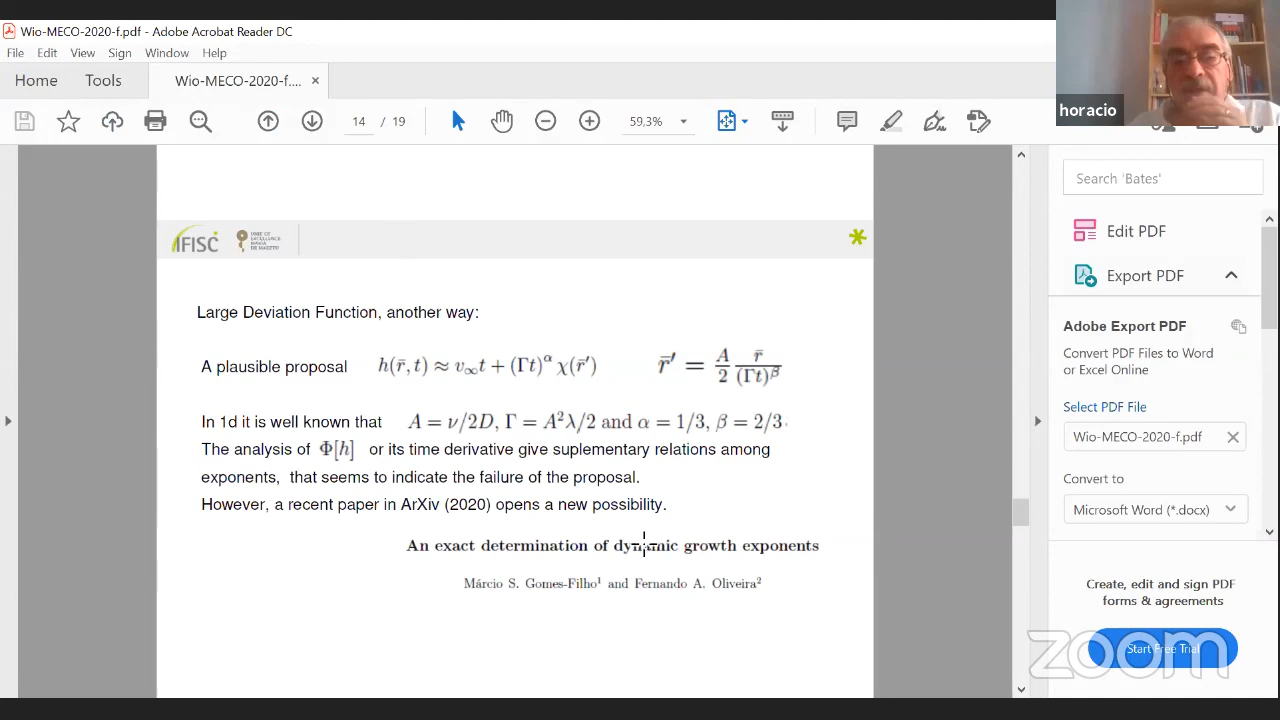 Wio-MECO-2020-f.pdf - Adobe Acrobat Reader DC
File Edit View Sign Window Help
Home Tools Wio-MECO-2020-f.... ×
14 / 19 59,3%
horacio
Search 'Bates'
IFISC
Edit PDF
Export PDF
Large Deviation Function, another way:
Adobe Export PDF
Convert PDF Files to Word
or Excel Online
A plausible proposal h(r̄, t) ≈ v∞t + (Γt)^α χ(r̄′) r̄′ = A/2 r̄/(Γt)^β
Select PDF File
In 1d it is well known that A = ν/2D, Γ = A²λ/2 and α = 1/3, β = 2/3
Wio-MECO-2020-f.pdf
The analysis of Φ[h] or its time derivative give suplementary relations among
exponents, that seems to indicate the failure of the proposal.
Convert to
However, a recent paper in ArXiv (2020) opens a new possibility.
Microsoft Word (*.docx)
An exact determination of dynamic growth exponents
Márcio S. Gomes-Filho¹ and Fernando A. Oliveira²
Create, edit and sign PDF
forms & agreements
Start Free Trial
zoom